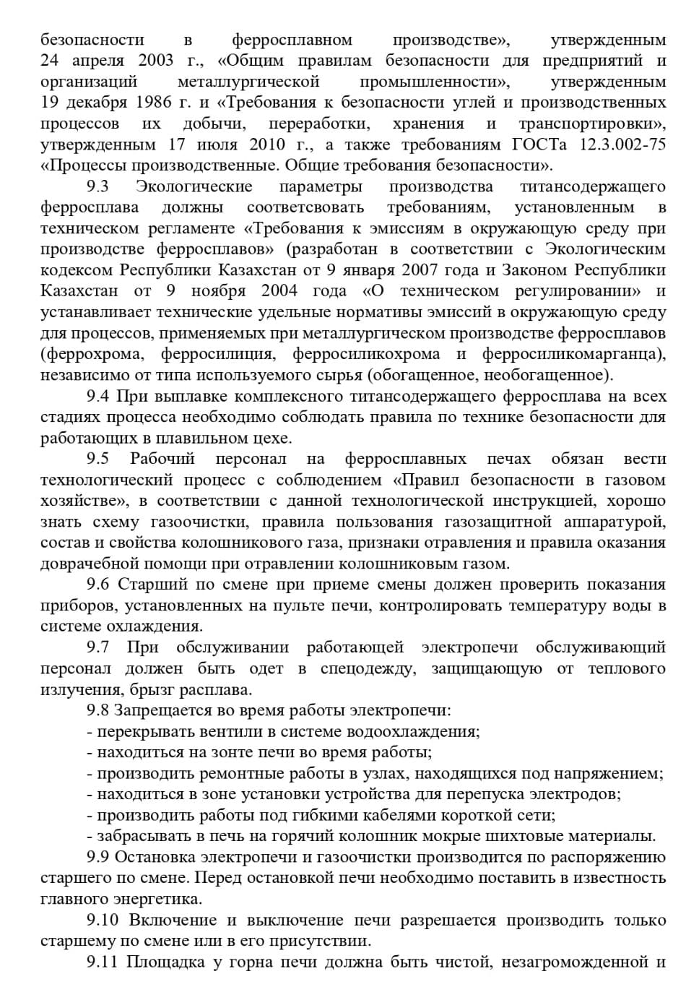 безопасности в ферросплавном производстве», утвержденным
24 апреля 2003 г., «Общим правилам безопасности для предприятий и
организаций металлургической промышленности», утвержденным
19 декабря 1986 г. и «Требования к безопасности углей и производственных
процессов их добычи, переработки, хранения и транспортировки»,
утвержденным 17 июля 2010 г., а также требованиям ГОСТа 12.3.002-75
«Процессы производственные. Общие требования безопасности».
9.3 Экологические параметры производства титансодержащего
ферросплава должны соответсвовать требованиям, установленным в
техническом регламенте «Требования к эмиссиям в окружающую среду при
производстве ферросплавов» (разработан в соответствии с Экологическим
кодексом Республики Казахстан от 9 января 2007 года и Законом Республики
Казахстан от 9 ноября 2004 года «О техническом регулировании» и
устанавливает технические удельные нормативы эмиссий в окружающую среду
для процессов, применяемых при металлургическом производстве ферросплавов
(феррохрома, ферросилиция, ферросиликохрома и ферросиликомарганца),
независимо от типа используемого сырья (обогащенное, необогащенное).
9.4 При выплавке комплексного титансодержащего ферросплава на всех
стадиях процесса необходимо соблюдать правила по технике безопасности для
работающих в плавильном цехе.
9.5 Рабочий персонал на ферросплавных печах обязан вести
технологический процесс с соблюдением «Правил безопасности в газовом
хозяйстве», в соответствии с данной технологической инструкцией, хорошо
знать схему газоочистки, правила пользования газозащитной аппаратурой,
состав и свойства колошникового газа, признаки отравления и правила оказания
доврачебной помощи при отравлении колошниковым газом.
9.6 Старший по смене при приеме смены должен проверить показания
приборов, установленных на пульте печи, контролировать температуру воды в
системе охлаждения.
9.7 При обслуживании работающей электропечи обслуживающий
персонал должен быть одет в спецодежду, защищающую от теплового
излучения, брызг расплава.
9.8 Запрещается во время работы электропечи:
- перекрывать вентили в системе водоохлаждения;
- находиться на зонте печи во время работы;
- производить ремонтные работы в узлах, находящихся под напряжением;
- находиться в зоне установки устройства для перепуска электродов;
- производить работы под гибкими кабелями короткой сети;
- забрасывать в печь на горячий колошник мокрые шихтовые материалы.
9.9 Остановка электропечи и газоочистки производится по распоряжению
старшего по смене. Перед остановкой печи необходимо поставить в известность
главного энергетика.
9.10 Включение и выключение печи разрешается производить только
старшему по смене или в его присутствии.
9.11 Площадка у горна печи должна быть чистой, незагроможденной и